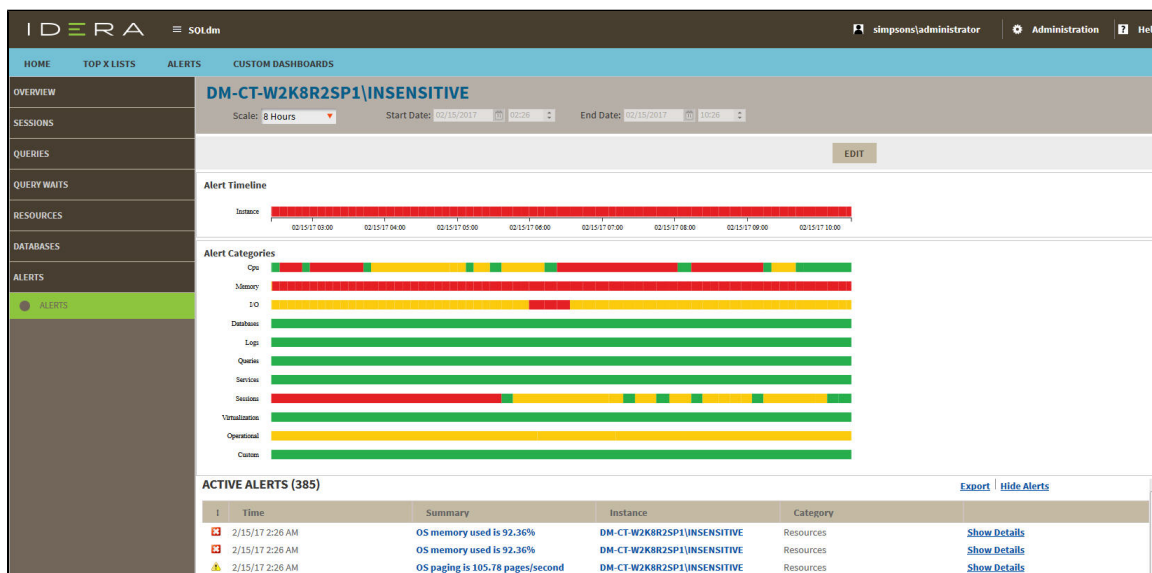 IDERA SQLdm simpsons\administrator Administration ? Hel
HOME TOP X LISTS ALERTS CUSTOM DASHBOARDS
OVERVIEW
SESSIONS
QUERIES
QUERY WAITS
RESOURCES
DATABASES
ALERTS
ALERTS
DM-CT-W2K8R2SP1\INSENSITIVE
Scale: 8 Hours Start Date: 02/15/2017 02:26 End Date: 02/15/2017 10:26
EDIT
Alert Timeline
Instance
02/15/17 03:00 02/15/17 04:00 02/15/17 05:00 02/15/17 06:00 02/15/17 07:00 02/15/17 08:00 02/15/17 09:00 02/15/17 10:00
Alert Categories
Cpu
Memory
I/O
Databases
Logs
Queries
Services
Sessions
Virtualization
Operational
Custom
ACTIVE ALERTS (385) Export | Hide Alerts
I Time Summary Instance Category
2/15/17 2:26 AM OS memory used is 92.36% DM-CT-W2K8R2SP1\INSENSITIVE Resources Show Details
2/15/17 2:26 AM OS memory used is 92.36% DM-CT-W2K8R2SP1\INSENSITIVE Resources Show Details
2/15/17 2:26 AM OS paging is 105.78 pages/second DM-CT-W2K8R2SP1\INSENSITIVE Resources Show Details